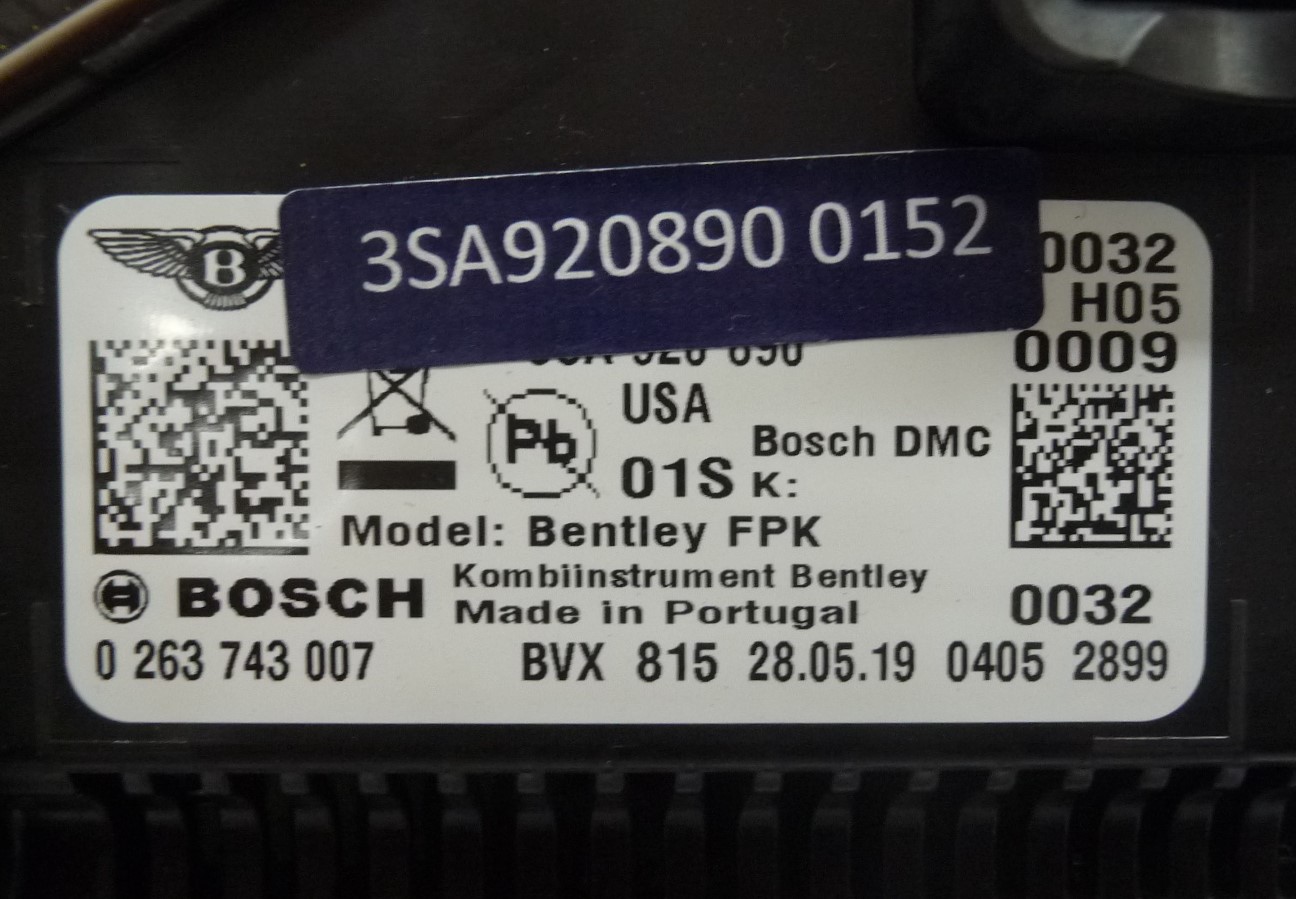 3SA920890 0152
B
0032
H05
0009
USA
Pb
Bosch DMC
01S K:
Model: Bentley FPK
BOSCH
Kombiinstrument Bentley
Made in Portugal
0032
0 263 743 007 BVX 815 28.05.19 0405 2899